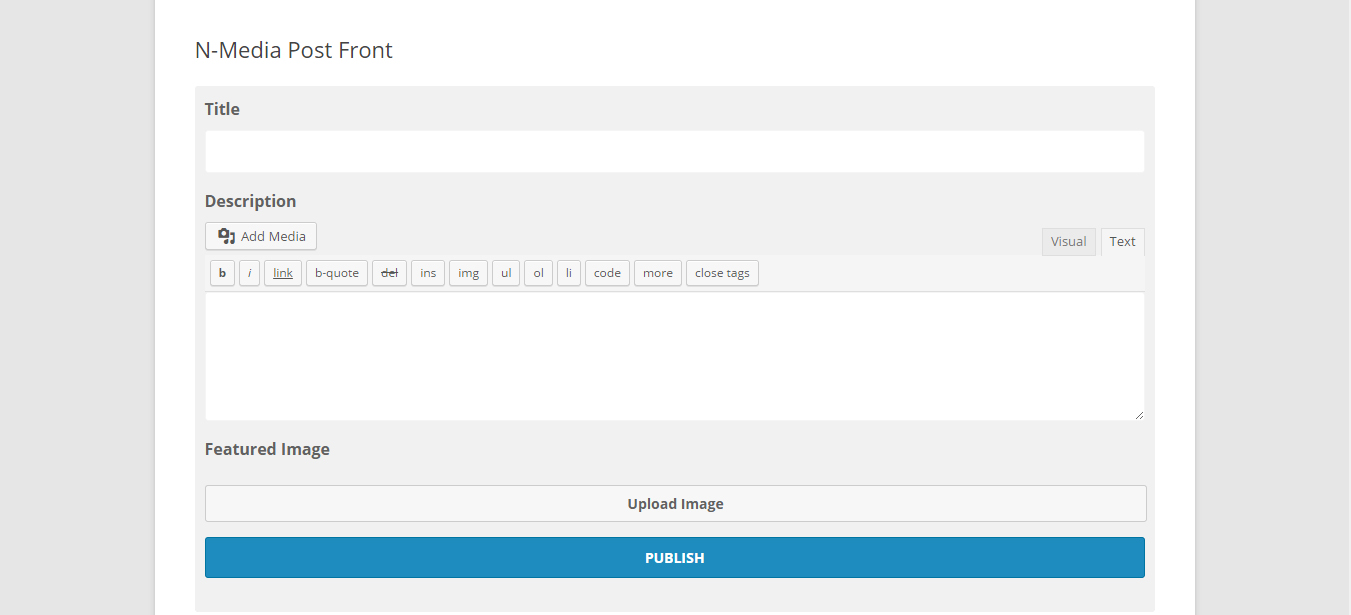 N-Media Post Front
Title
Description
Add Media
Visual Text
b i link b-quote del ins img ul ol li code more close tags
Featured Image
Upload Image
PUBLISH